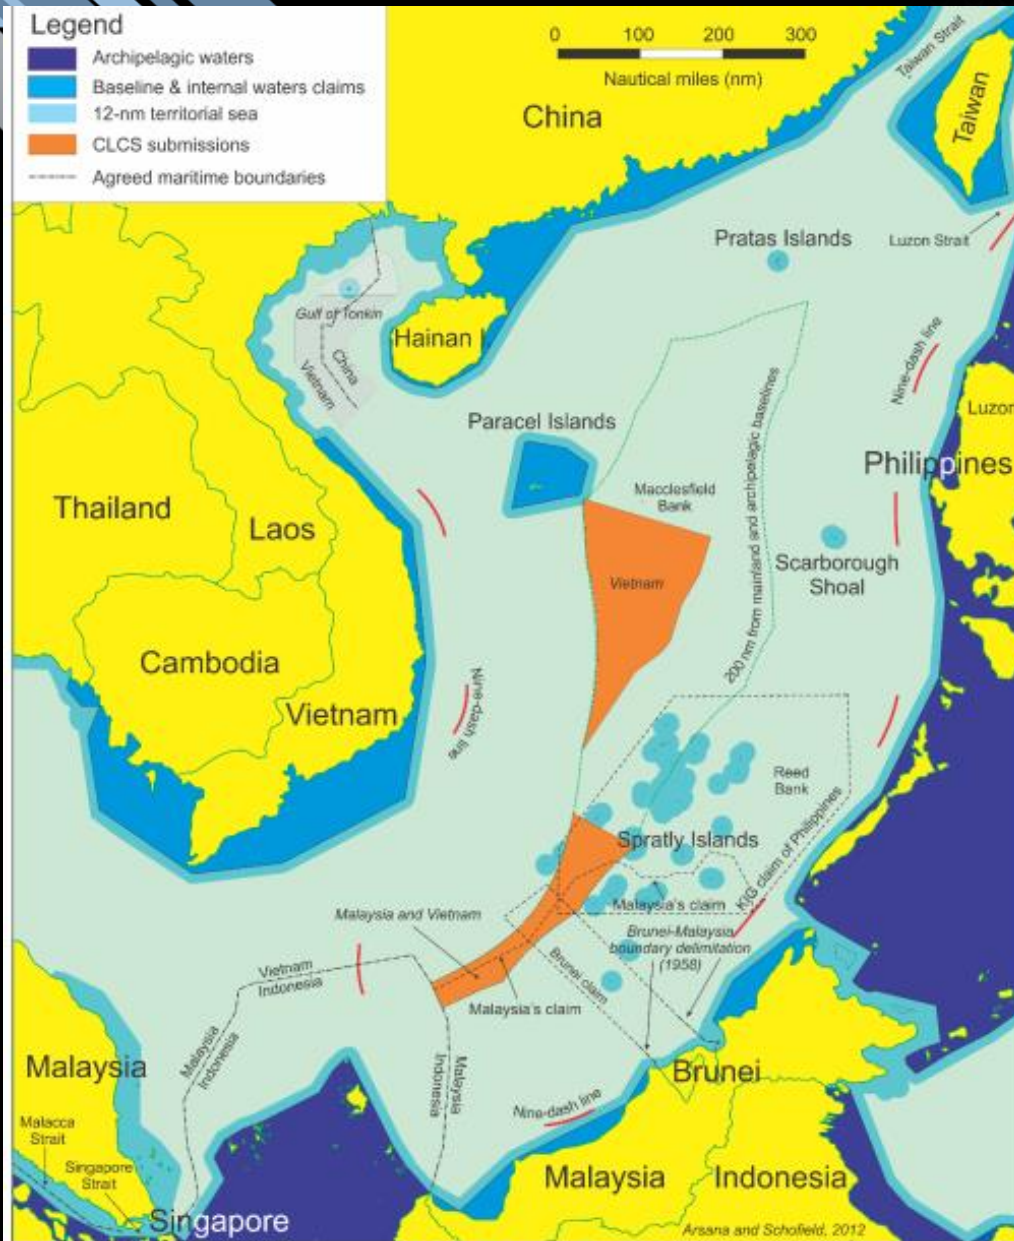 Legend
Archipelagic waters
Baseline & internal waters claims
12-nm territorial sea
CLCS submissions
Agreed maritime boundaries
0 100 200 300
Nautical miles (nm)
Taiwan Strait
China
Taiwan
Pratas Islands
Luzon Strait
Gulf of Tonkin
Hainan I
China
Vietnam
Nine-dash line
Luzon
Paracel Islands
Philippines
Macclesfield
Bank
Thailand
Laos
200 nm from mainland and archipelagic baselines
Scarborough
Shoal
Vietnam
Cambodia
Vietnam
Nine-dash line
Reed
Bank
Spratly Islands
KIG claim of Philippines
Malaysia and Vietnam
Malaysia's claim
Brunei-Malaysia
boundary delimitation
(1958)
Brunei claim
Vietnam
Indonesia
Malaysia's claim
Malaysia
Indonesia
Malaysia
Indonesia
Malaysia
Brunei
Nine-dash line
Malacca
Strait
Singapore
Strait
Malaysia
Indonesia
Singapore
Arsana and Schofield, 2012